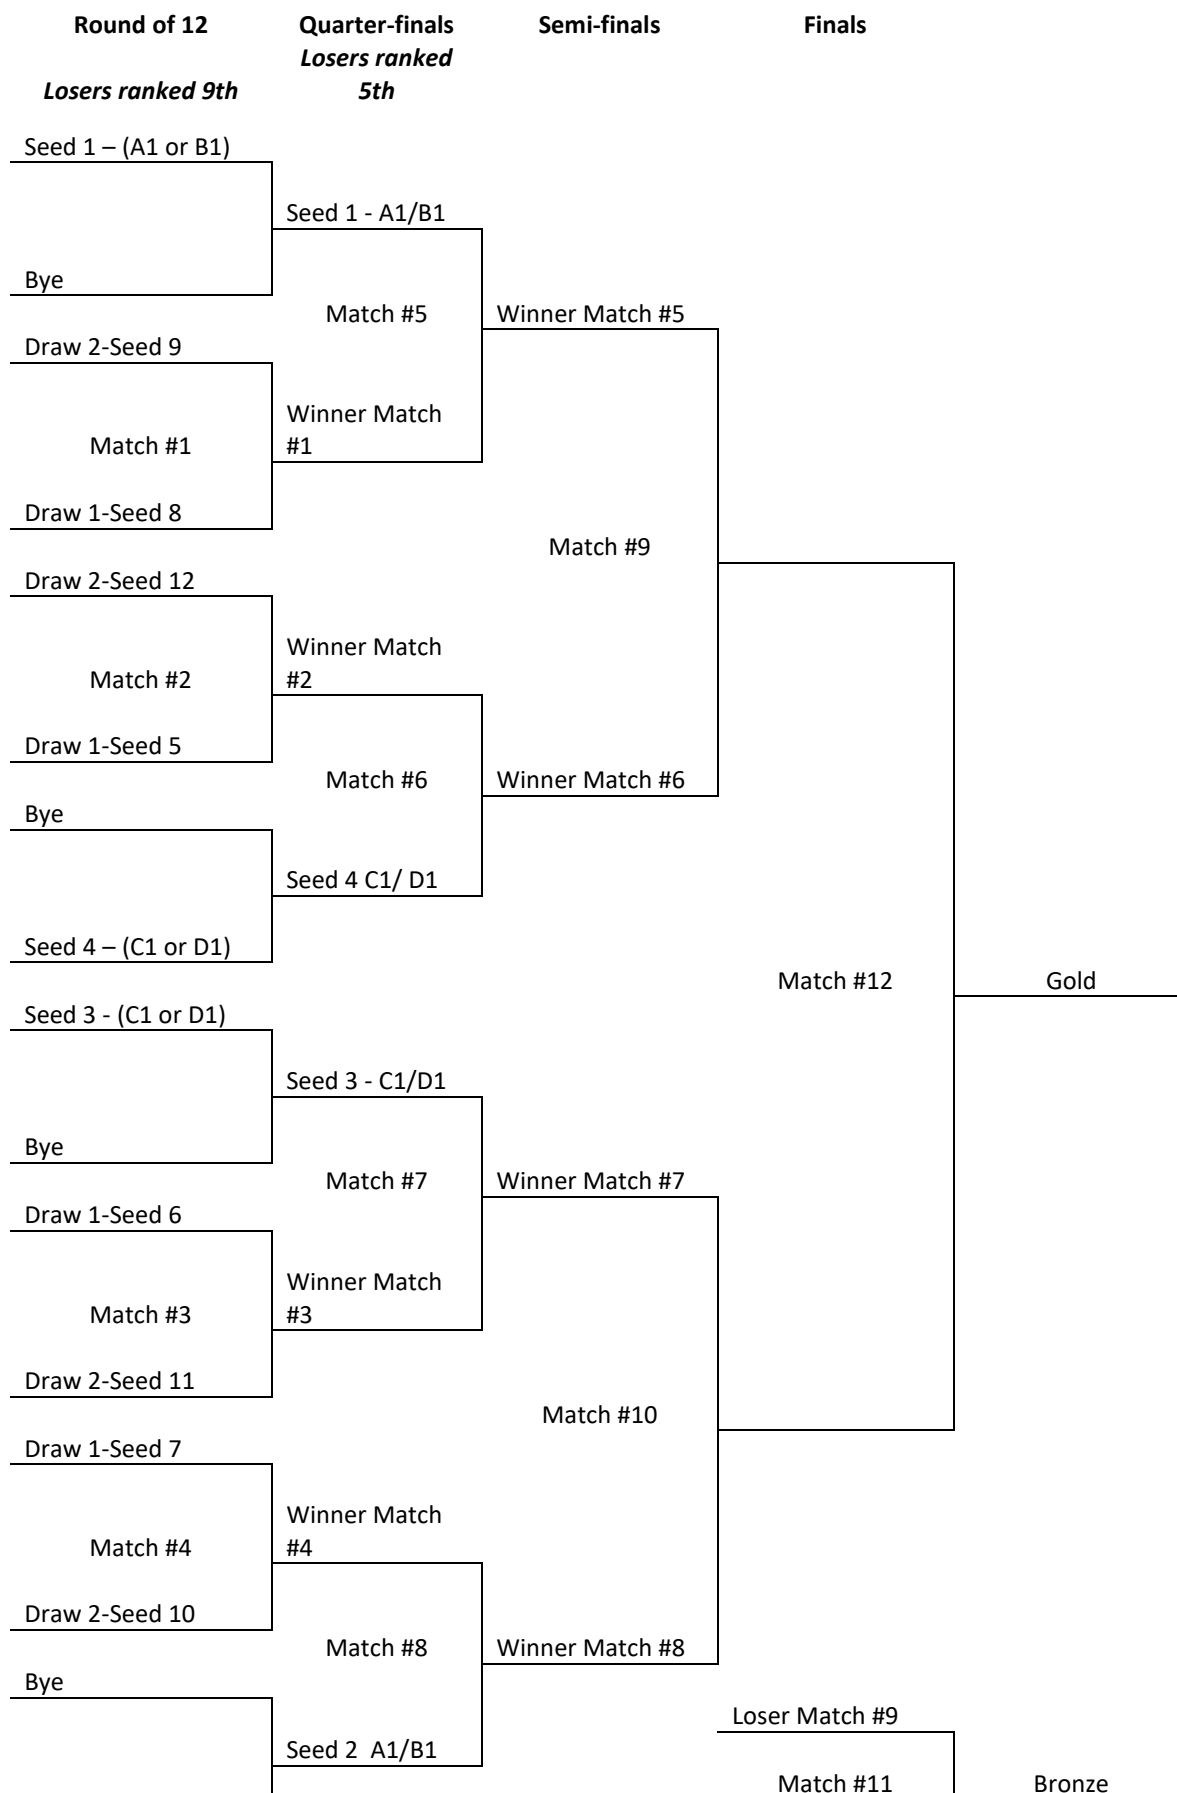 Round of 12
Quarter-finals
Semi-finals
Finals
Losers ranked
5th
Losers ranked 9th
Seed 1 – (A1 or B1)
Seed 1 - A1/B1
Bye
Match #5
Winner Match #5
Draw 2-Seed 9
Winner Match
#1
Match #1
Draw 1-Seed 8
Match #9
Draw 2-Seed 12
Winner Match
#2
Match #2
Draw 1-Seed 5
Match #6
Winner Match #6
Bye
Seed 4 C1/ D1
Seed 4 – (C1 or D1)
Match #12
Gold
Seed 3 - (C1 or D1)
Seed 3 - C1/D1
Bye
Match #7
Winner Match #7
Draw 1-Seed 6
Winner Match
#3
Match #3
Draw 2-Seed 11
Match #10
Draw 1-Seed 7
Winner Match
#4
Match #4
Draw 2-Seed 10
Match #8
Winner Match #8
Bye
Loser Match #9
Seed 2  A1/B1
Match #11
Bronze